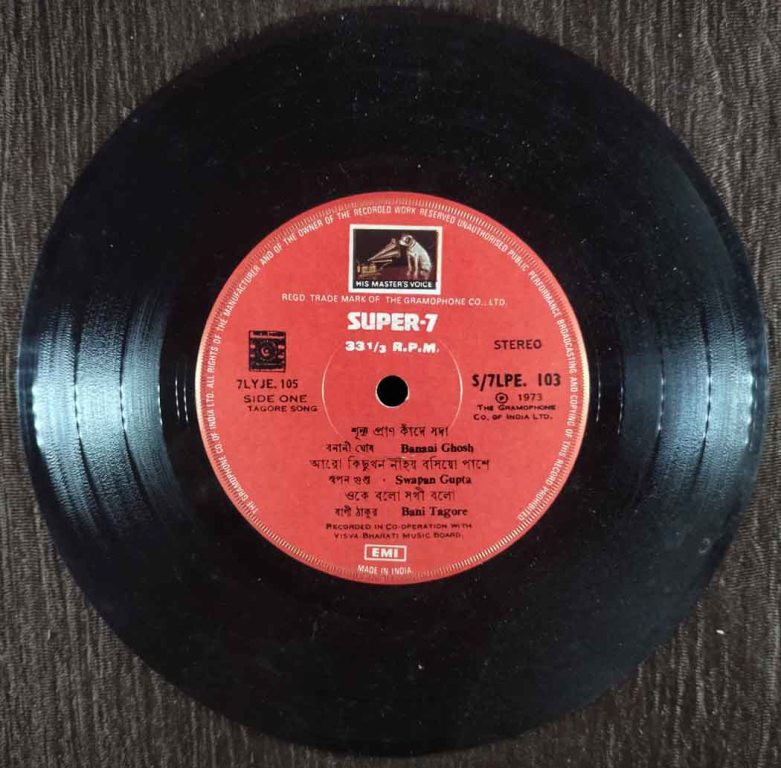 THE GRAMOPHONE CO. OF INDIA LTD. ALL RIGHTS OF THE MANUFACTURER AND OF THE OWNER OF THE RECORDED WORK RESERVED UNAUTHORISED PUBLIC PERFORMANCE BROADCASTING AND COPYING OF THIS RECORD PROHIBITED
HIS MASTER'S VOICE
REGD. TRADE MARK OF THE GRAMOPHONE CO., LTD.
SUPER-7
33 1/3 R.P.M.
STEREO
7LYJE. 105
SIDE ONE
TAGORE SONG
S/7LPE. 103
Ⓟ 1973
THE GRAMOPHONE
CO. OF INDIA LTD.
শূন্য প্রাণ কাঁদে সদা
বনানী ঘোষ Banani Ghosh
আরো কিছুখন নাহয় বসিয়ো পাশে
স্বপন গুপ্ত · Swapan Gupta
ওকে বলো সখী বলো
বাণী ঠাকুর Bani Tagore
RECORDED IN CO-OPERATION WITH
VISVA-BHARATI MUSIC BOARD.
EMI
MADE IN INDIA.